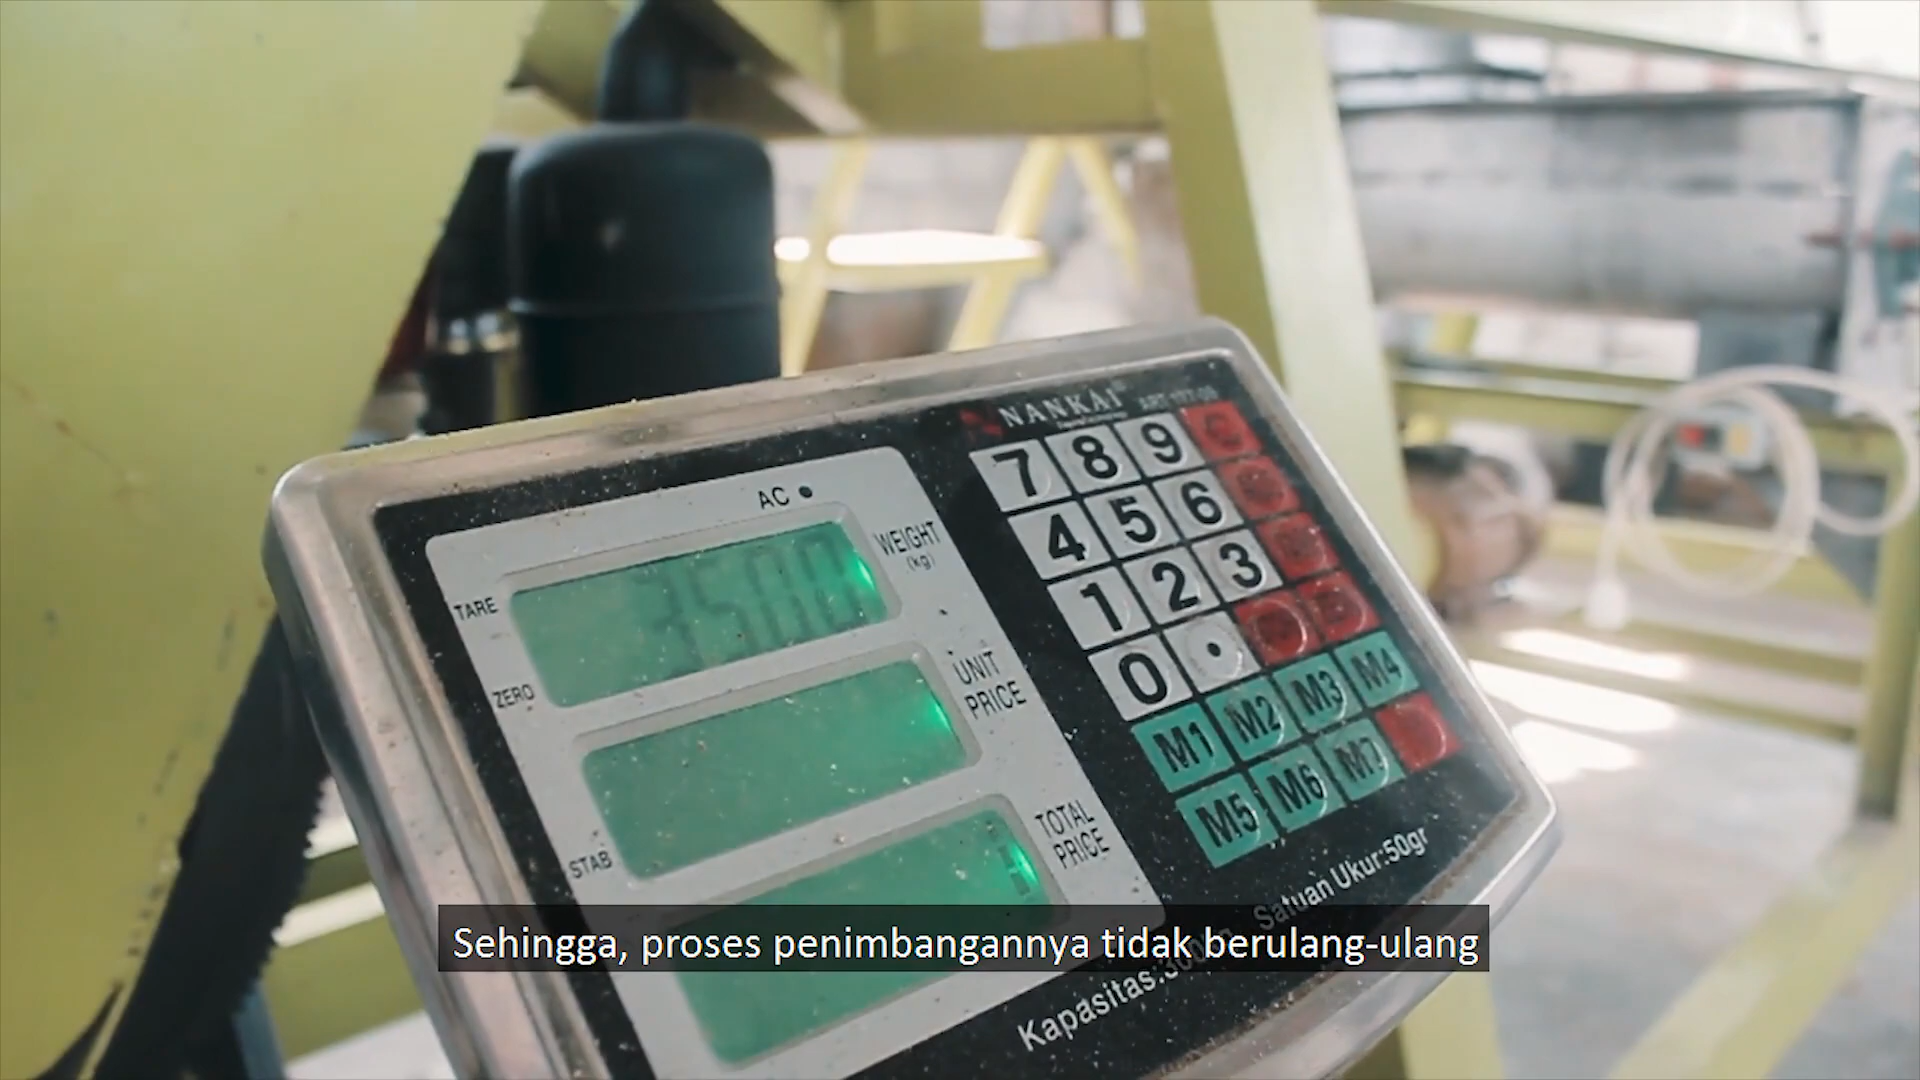 NANKAI
AC
WEIGHT
(kg)
TARE
ZERO
UNIT
PRICE
STAB
TOTAL
PRICE
7 8 9
4 5 6
1 2 3
0 .
M1 M2 M3 M4
M5 M6 M7
Satuan Ukur:50gr
Kapasitas:
Sehingga, proses penimbangannya tidak berulang-ulang